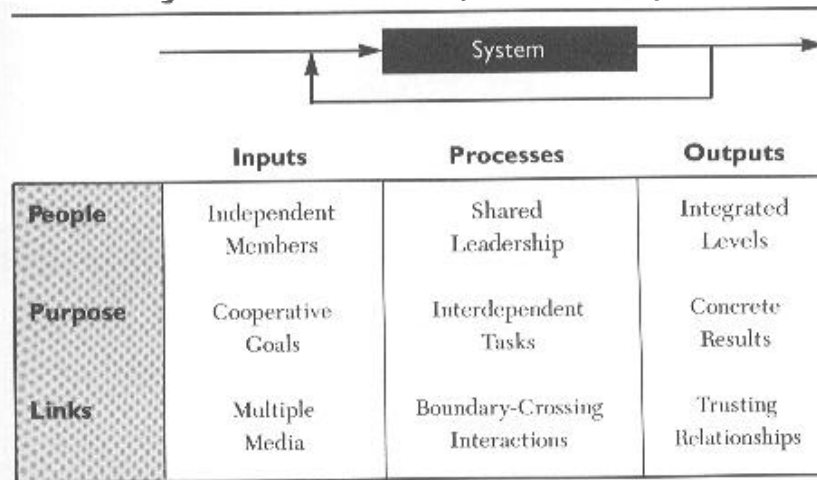 System
Inputs Processes Outputs
People Independent Shared Integrated
Members Leadership Levels
Purpose Cooperative Interdependent Concrete
Goals Tasks Results
Links Multiple Boundary-Crossing Trusting
Media Interactions Relationships